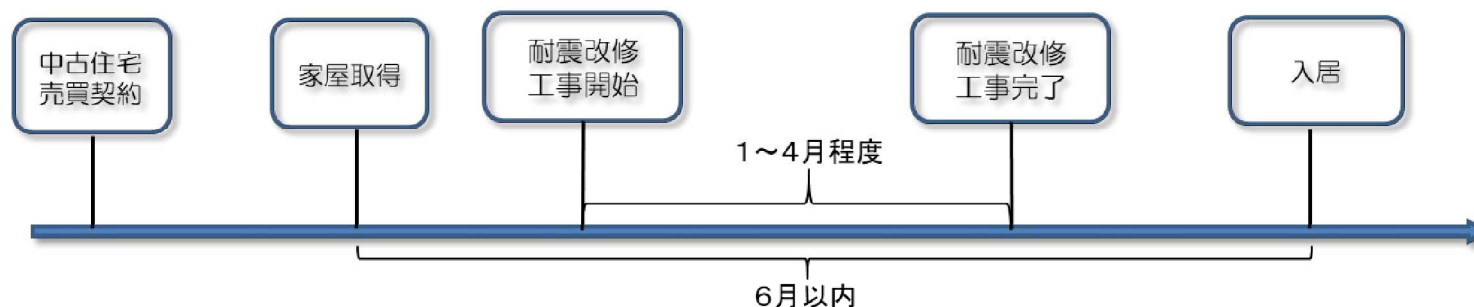 中古住宅
売買契約
家屋取得
耐震改修
工事開始
耐震改修
工事完了
入居
1～4月程度
6月以内